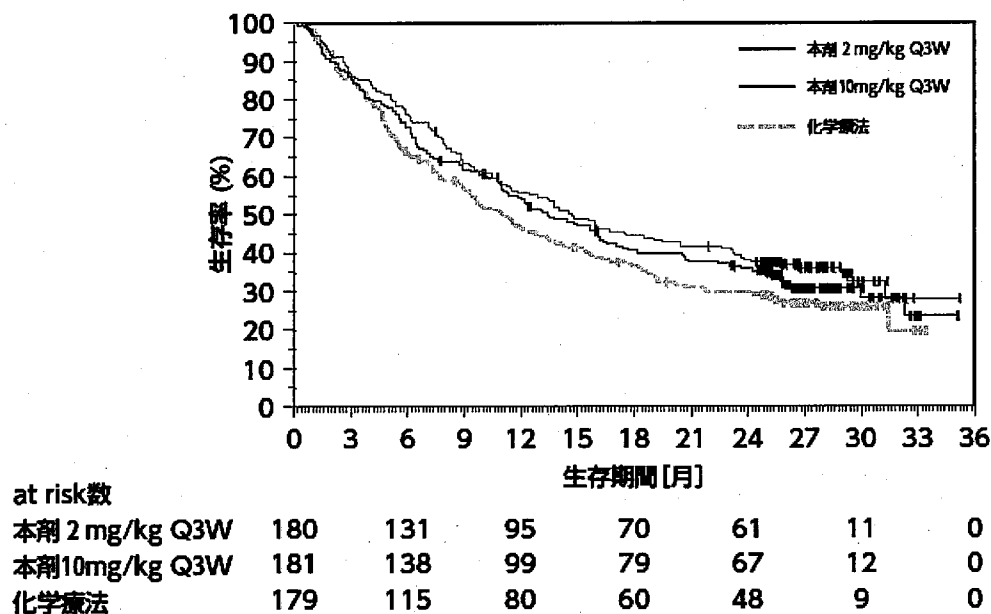 100
90
80
70
60
50
40
30
20
10
0
生存率 (%)
本剤 2 mg/kg Q3W
本剤10mg/kg Q3W
化学療法
0 3 6 9 12 15 18 21 24 27 30 33 36
生存期間 [月]
at risk数
本剤 2 mg/kg Q3W 180 131 95 70 61 11 0
本剤10mg/kg Q3W 181 138 99 79 67 12 0
化学療法 179 115 80 60 48 9 0